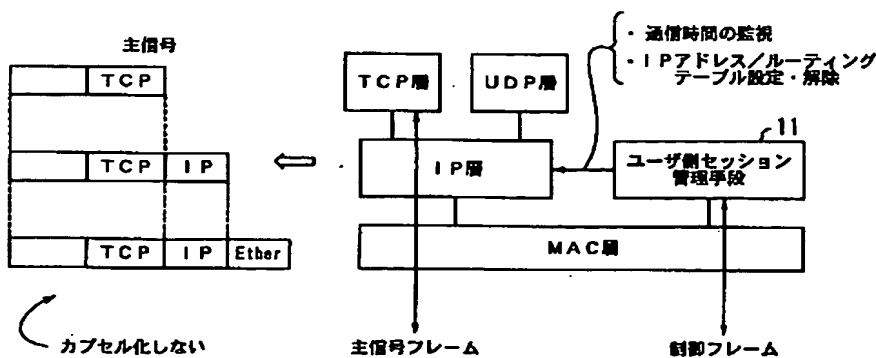 主信号
TCP
TCP IP
TCP IP Ether
カプセル化しない
・通信時間の監視
・IPアドレス/ルーティング
テーブル設定・解除
TCP層
UDP層
11
IP層
ユーザ側セッション
管理手段
MAC層
主信号フレーム
制御フレーム